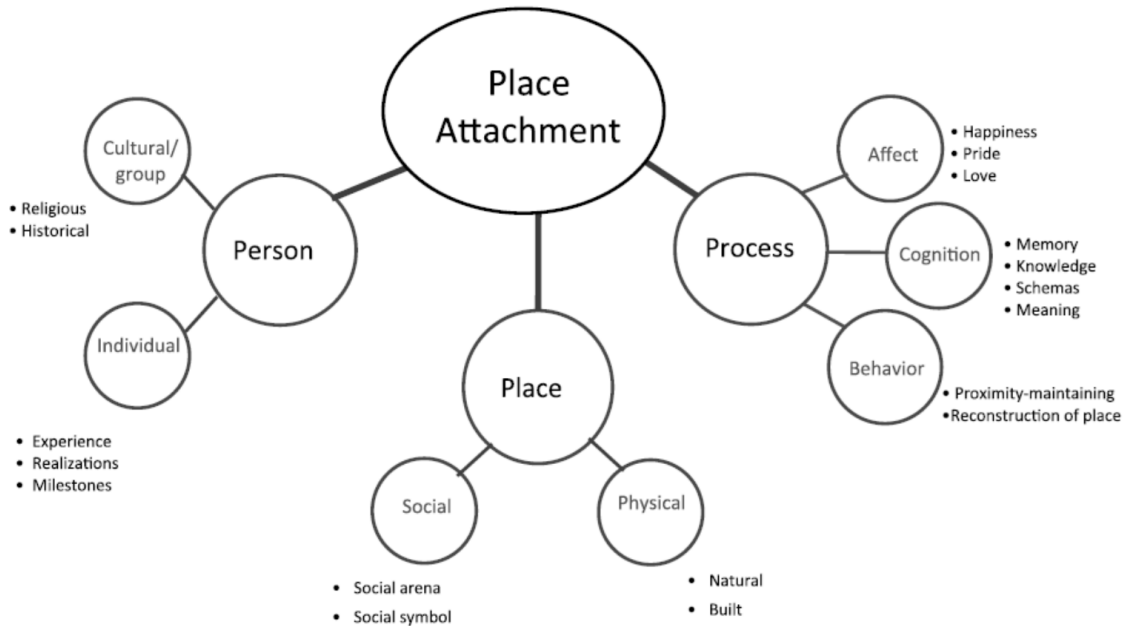 Place
Attachment
Cultural/
group
• Religious
• Historical
Person
Individual
• Experience
• Realizations
• Milestones
Place
Social
• Social arena
• Social symbol
Physical
• Natural
• Built
Process
Affect
• Happiness
• Pride
• Love
Cognition
• Memory
• Knowledge
• Schemas
• Meaning
Behavior
• Proximity-maintaining
•Reconstruction of place